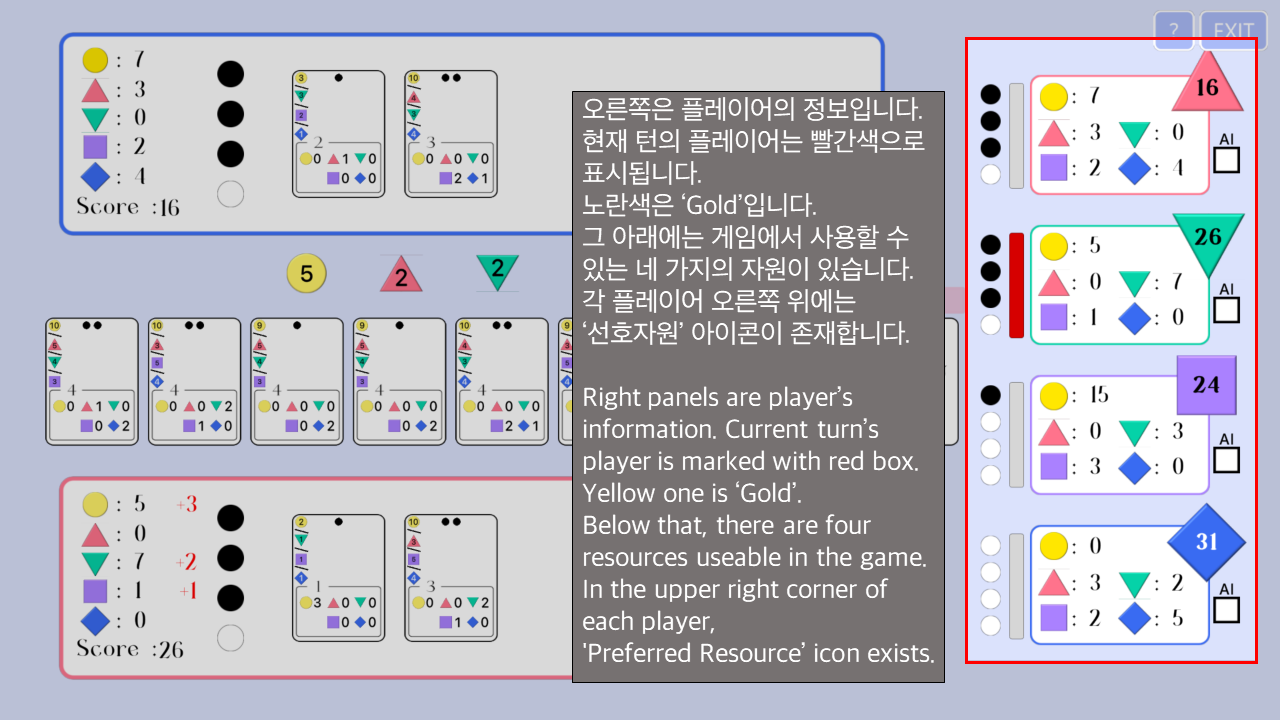 ? EXIT
: 7
: 3
: 0
: 2
: 4
Score :16
3
3
2
1
2
0 1 0
0 0
10
4
3
4
3
0 0 0
2 1
5
2
2
10
5
4
3
4
0 1 0
0 2
10
3
5
4
4
0 0 2
1 0
9
3
4
3
4
0 0 0
0 2
9
5
4
3
4
0 0 0
0 2
10
3
3
4
4
0 0 0
2 1
9
: 5 +3
: 0
: 7 +2
: 1 +1
: 0
Score :26
2
1
1
1
1
3 0 0
0 0
10
3
5
4
3
0 0 2
1 0
오른쪽은 플레이어의 정보입니다.
현재 턴의 플레이어는 빨간색으로
표시됩니다.
노란색은 ‘Gold’입니다.
그 아래에는 게임에서 사용할 수
있는 네 가지의 자원이 있습니다.
각 플레이어 오른쪽 위에는
‘선호자원’ 아이콘이 존재합니다.
Right panels are player’s
information. Current turn’s
player is marked with red box.
Yellow one is ‘Gold’.
Below that, there are four
resources useable in the game.
In the upper right corner of
each player,
'Preferred Resource’ icon exists.
: 7 16
: 3 : 0
: 2 : 4
AI
: 5 26
: 0 : 7
: 1 : 0
AI
: 15 24
: 0 : 3
: 3 : 0
AI
: 0 31
: 3 : 2
: 2 : 5
AI